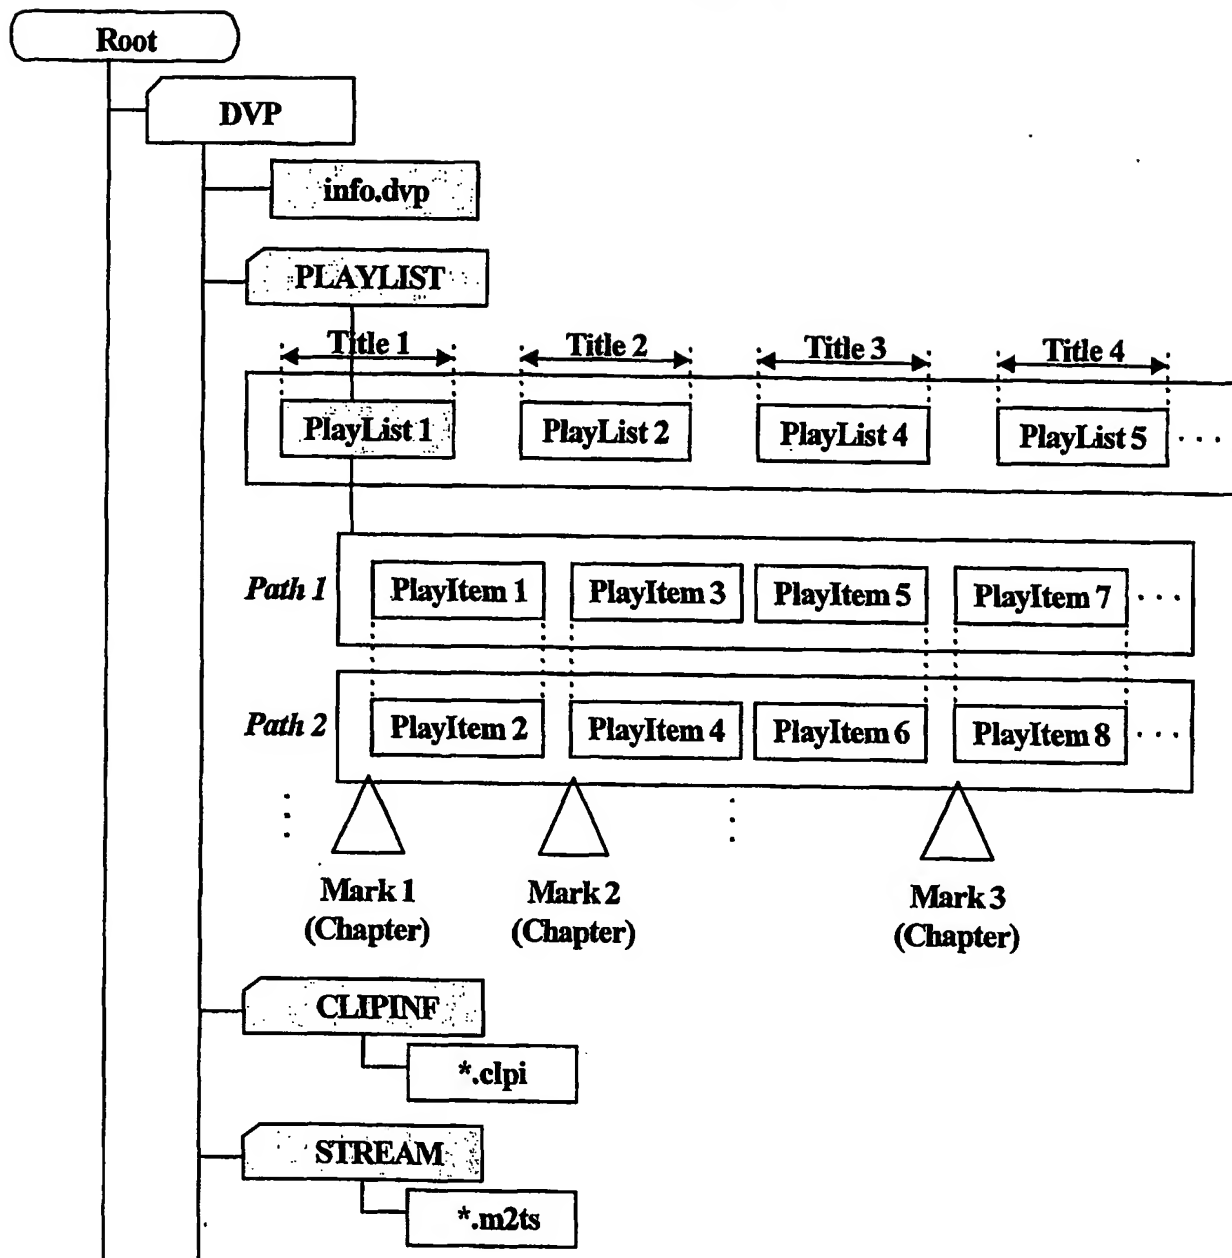 Root
DVP
info.dvp
PLAYLIST
Title 1 Title 2 Title 3 Title 4
PlayList 1 PlayList 2 PlayList 4 PlayList 5 . . .
Path 1 PlayItem 1 PlayItem 3 PlayItem 5 PlayItem 7 . . .
Path 2 PlayItem 2 PlayItem 4 PlayItem 6 PlayItem 8 . . .
Mark 1 Mark 2 Mark 3
(Chapter) (Chapter) (Chapter)
CLIPINF
*.clpi
STREAM
*.m2ts